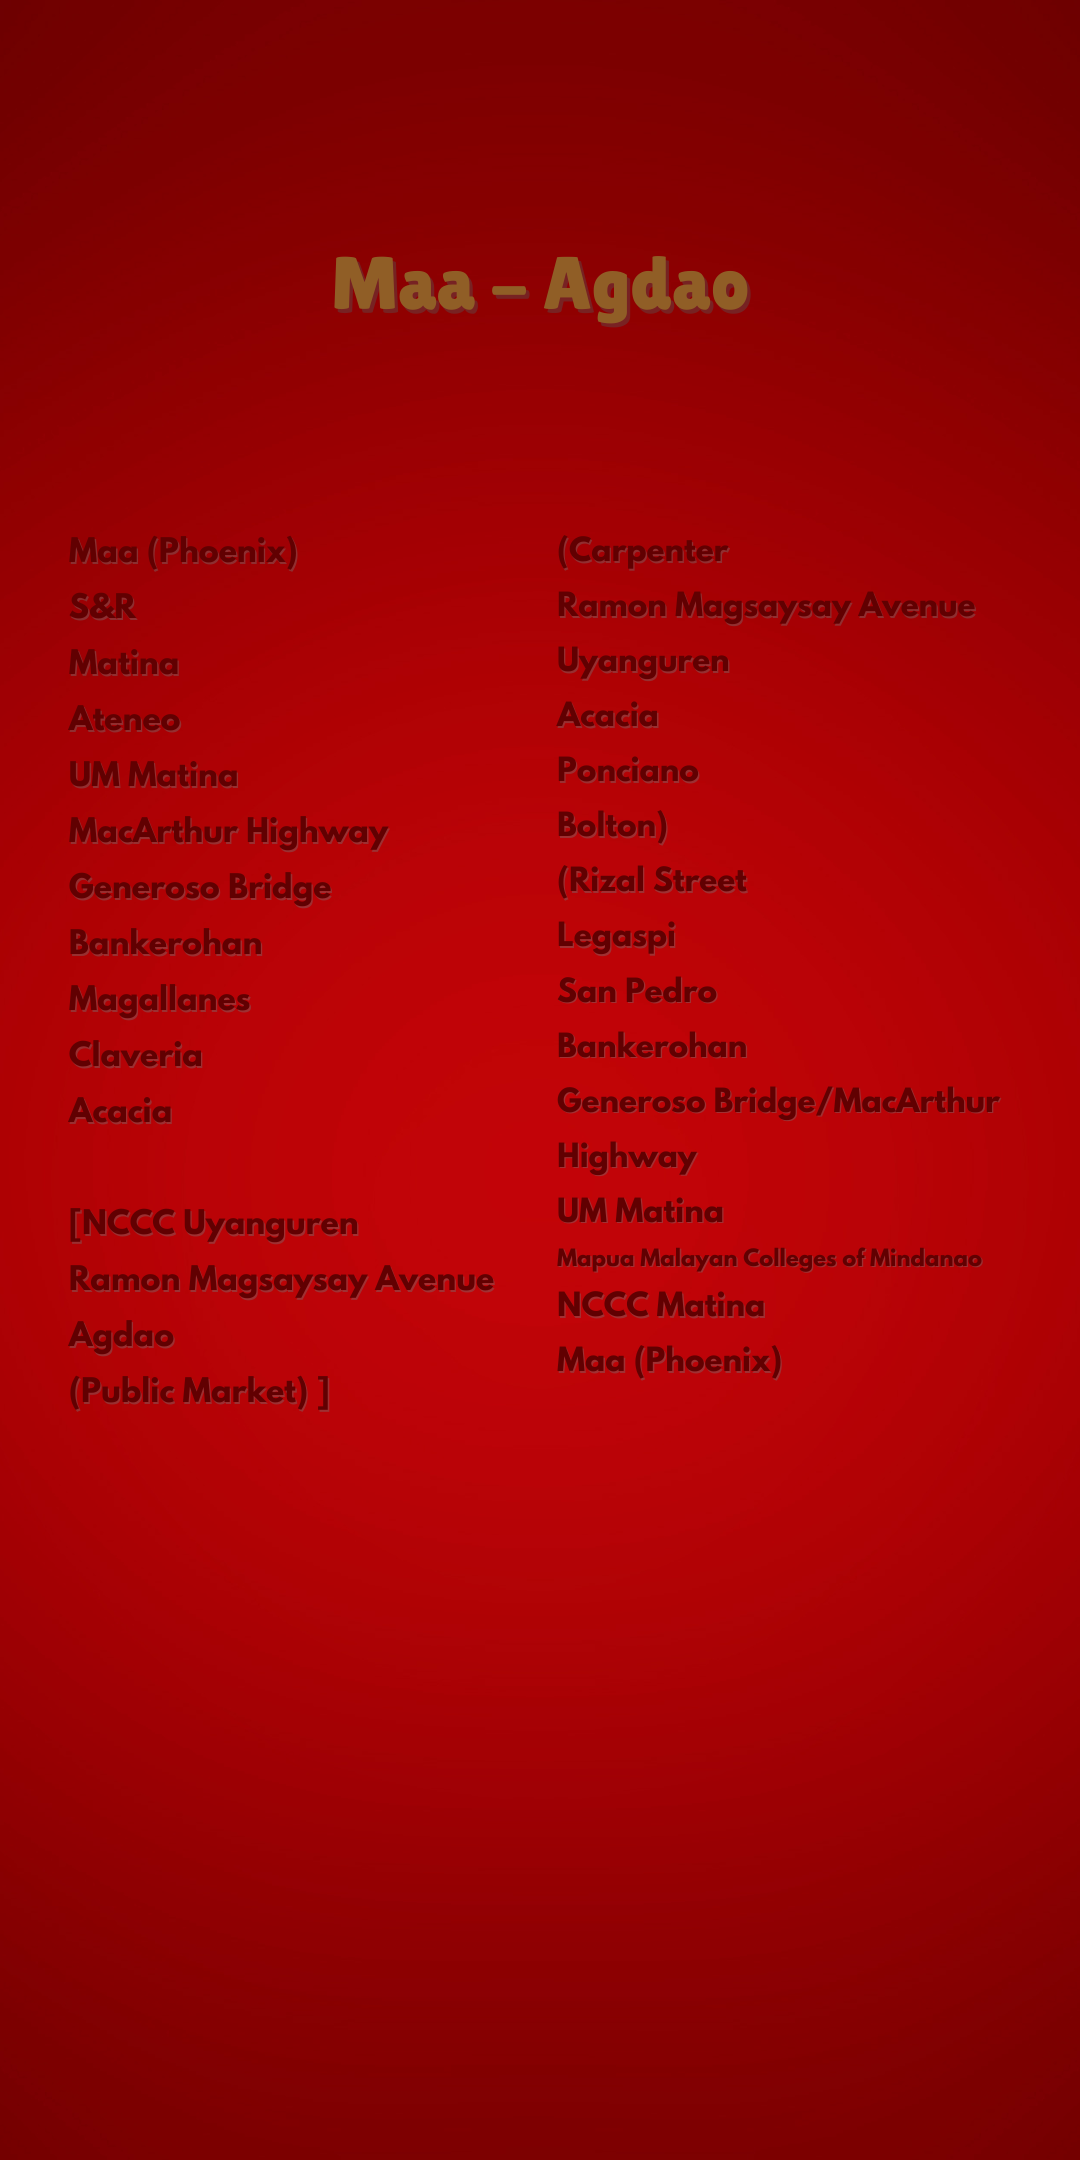 Maa - Agdao
Maa (Phoenix)
S&R
Matina
Ateneo
UM Matina
MacArthur Highway
Generoso Bridge
Bankerohan
Magallanes
Claveria
Acacia
[NCCC Uyanguren
Ramon Magsaysay Avenue
Agdao
(Public Market) ]
(Carpenter
Ramon Magsaysay Avenue
Uyanguren
Acacia
Ponciano
Bolton)
(Rizal Street
Legaspi
San Pedro
Bankerohan
Generoso Bridge/MacArthur
Highway
UM Matina
Mapua Malayan Colleges of Mindanao
NCCC Matina
Maa (Phoenix)